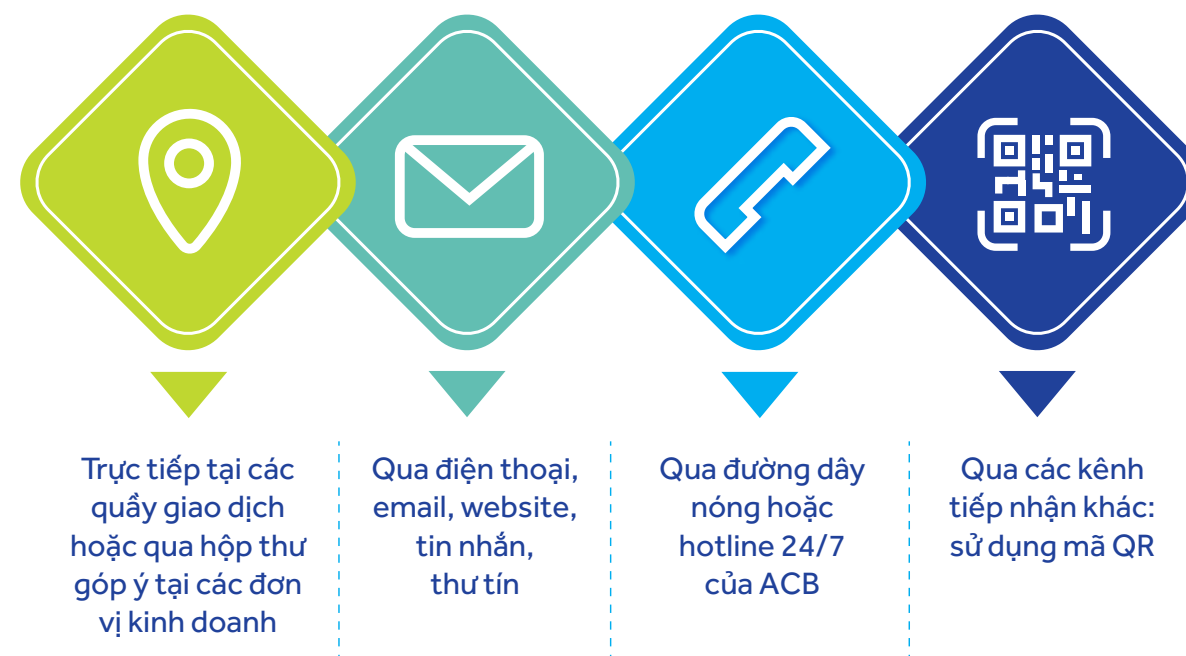 Trực tiếp tại các
quầy giao dịch
hoặc qua hộp thư
góp ý tại các đơn
vị kinh doanh
Qua điện thoại,
email, website,
tin nhắn,
thư tín
Qua đường dây
nóng hoặc
hotline 24/7
của ACB
Qua các kênh
tiếp nhận khác:
sử dụng mã QR